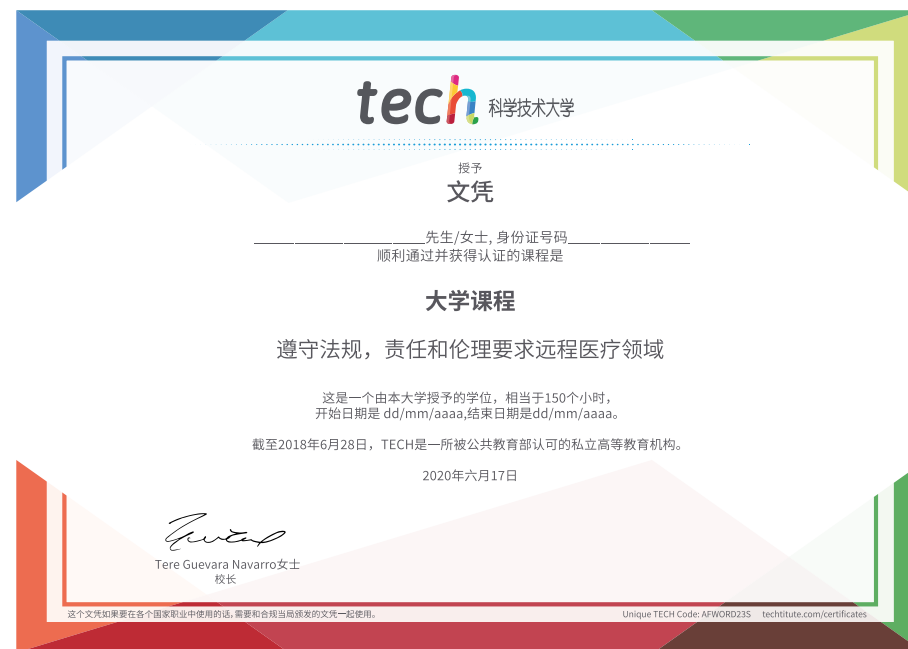 tech 科学技术大学
授予
文凭
____________________先生/女士, 身份证号码______________
顺利通过并获得认证的课程是
大学课程
遵守法规，责任和伦理要求远程医疗领域
这是一个由本大学授予的学位，相当于150个小时，
开始日期是 dd/mm/aaaa,结束日期是dd/mm/aaaa。
截至2018年6月28日，TECH是一所被公共教育部认可的私立高等教育机构。
2020年六月17日
Tere Guevara Navarro女士
校长
这个文凭如果要在各个国家职业中使用的话,需要和合规当局颁发的文凭一起使用。
Unique TECH Code: AFWORD23S techtitute.com/certificates